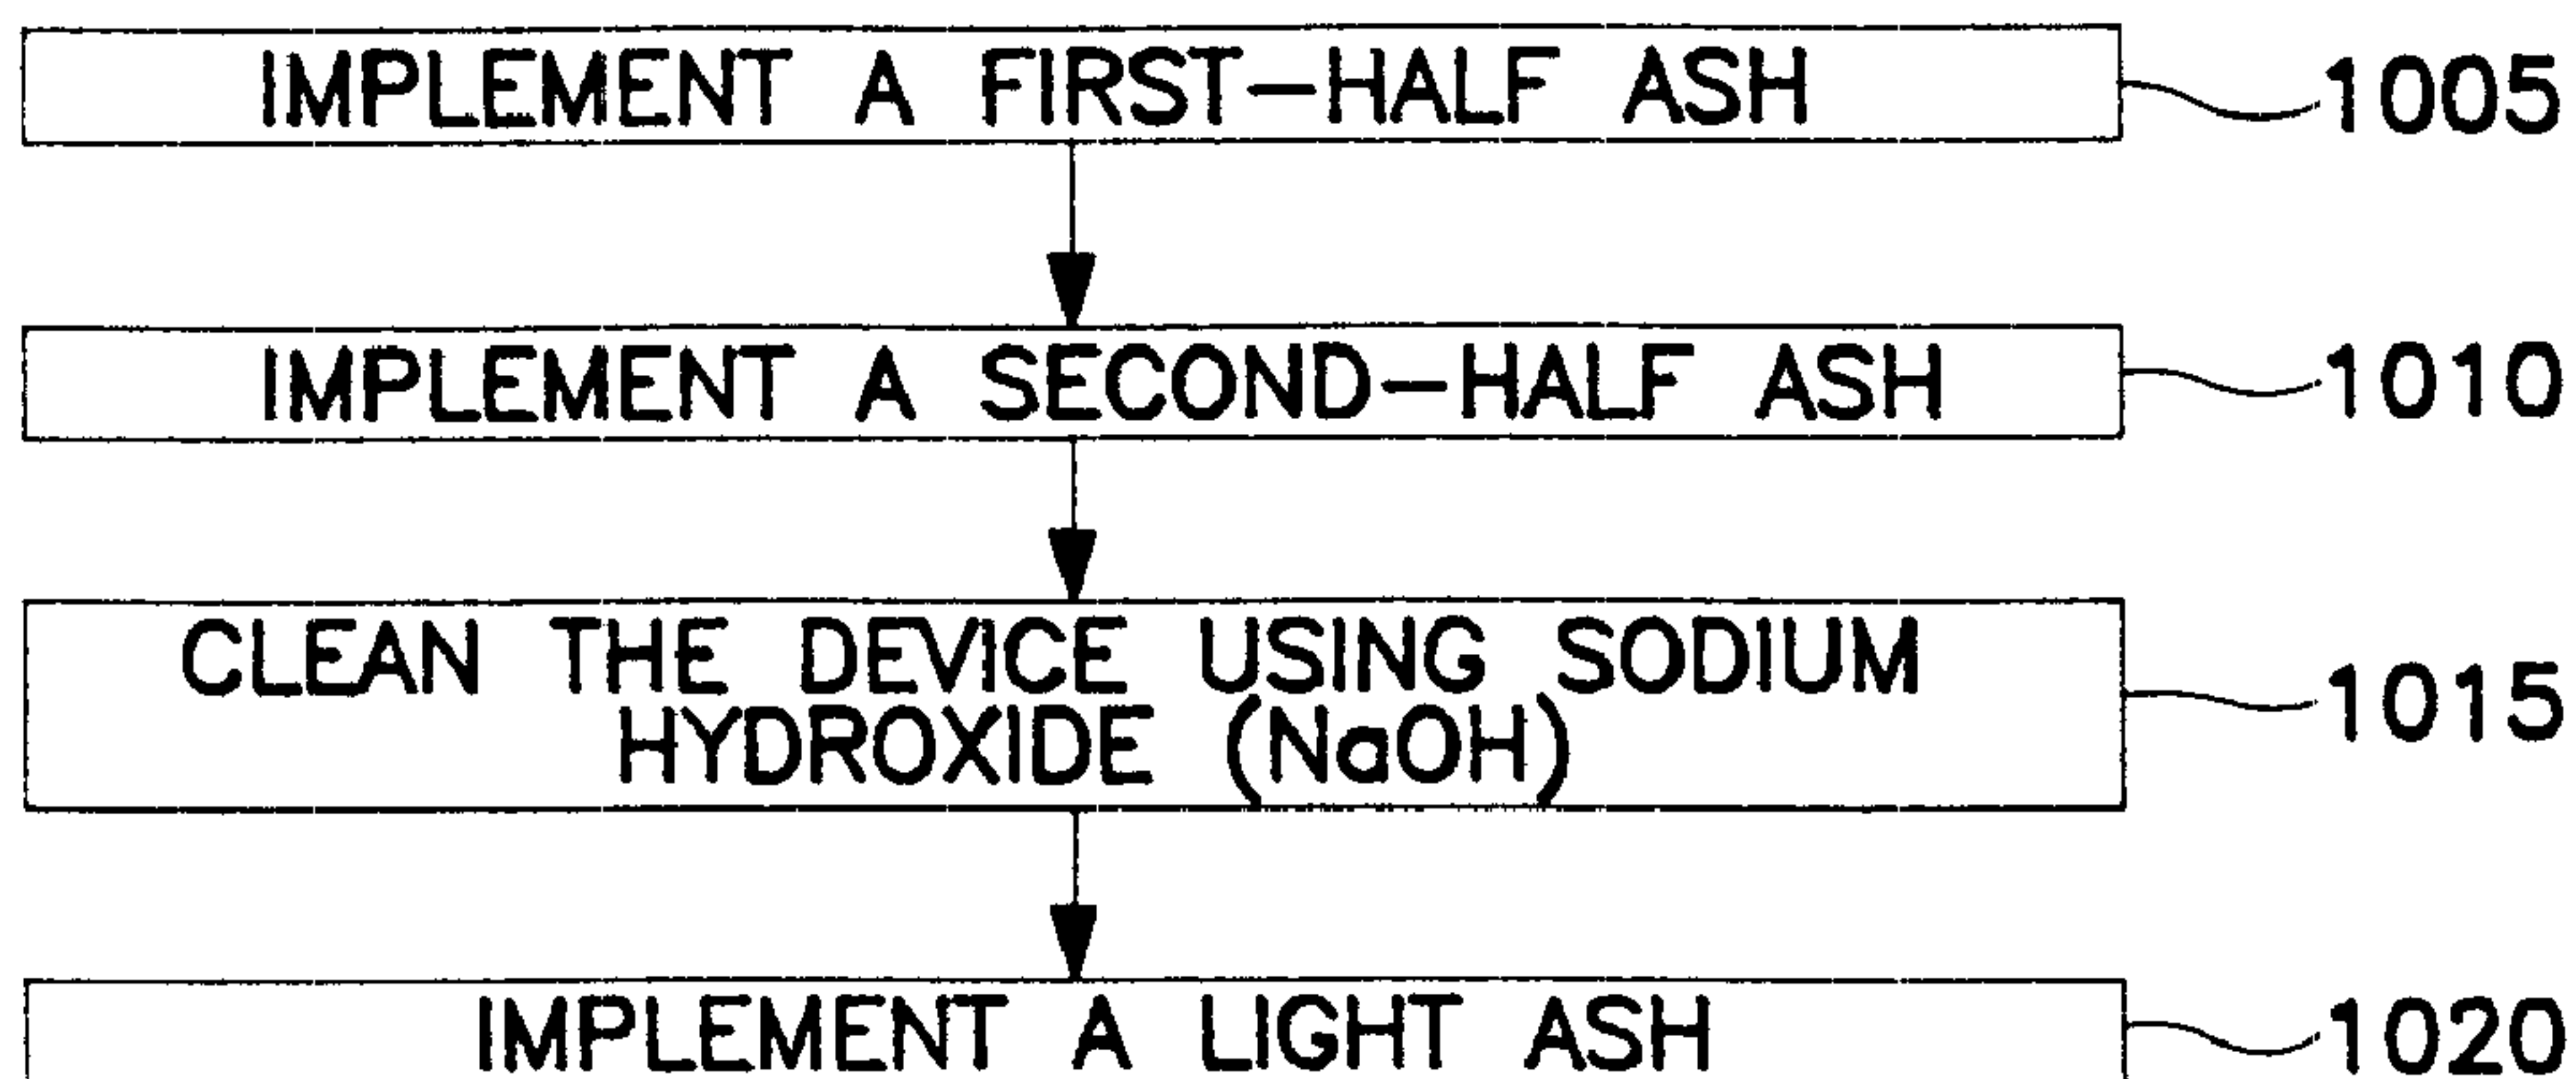 IMPLEMENT A FIRST-HALF ASH
1005
IMPLEMENT A SECOND-HALF ASH
1010
CLEAN THE DEVICE USING SODIUM
HYDROXIDE (NaOH)
1015
IMPLEMENT A LIGHT ASH
1020